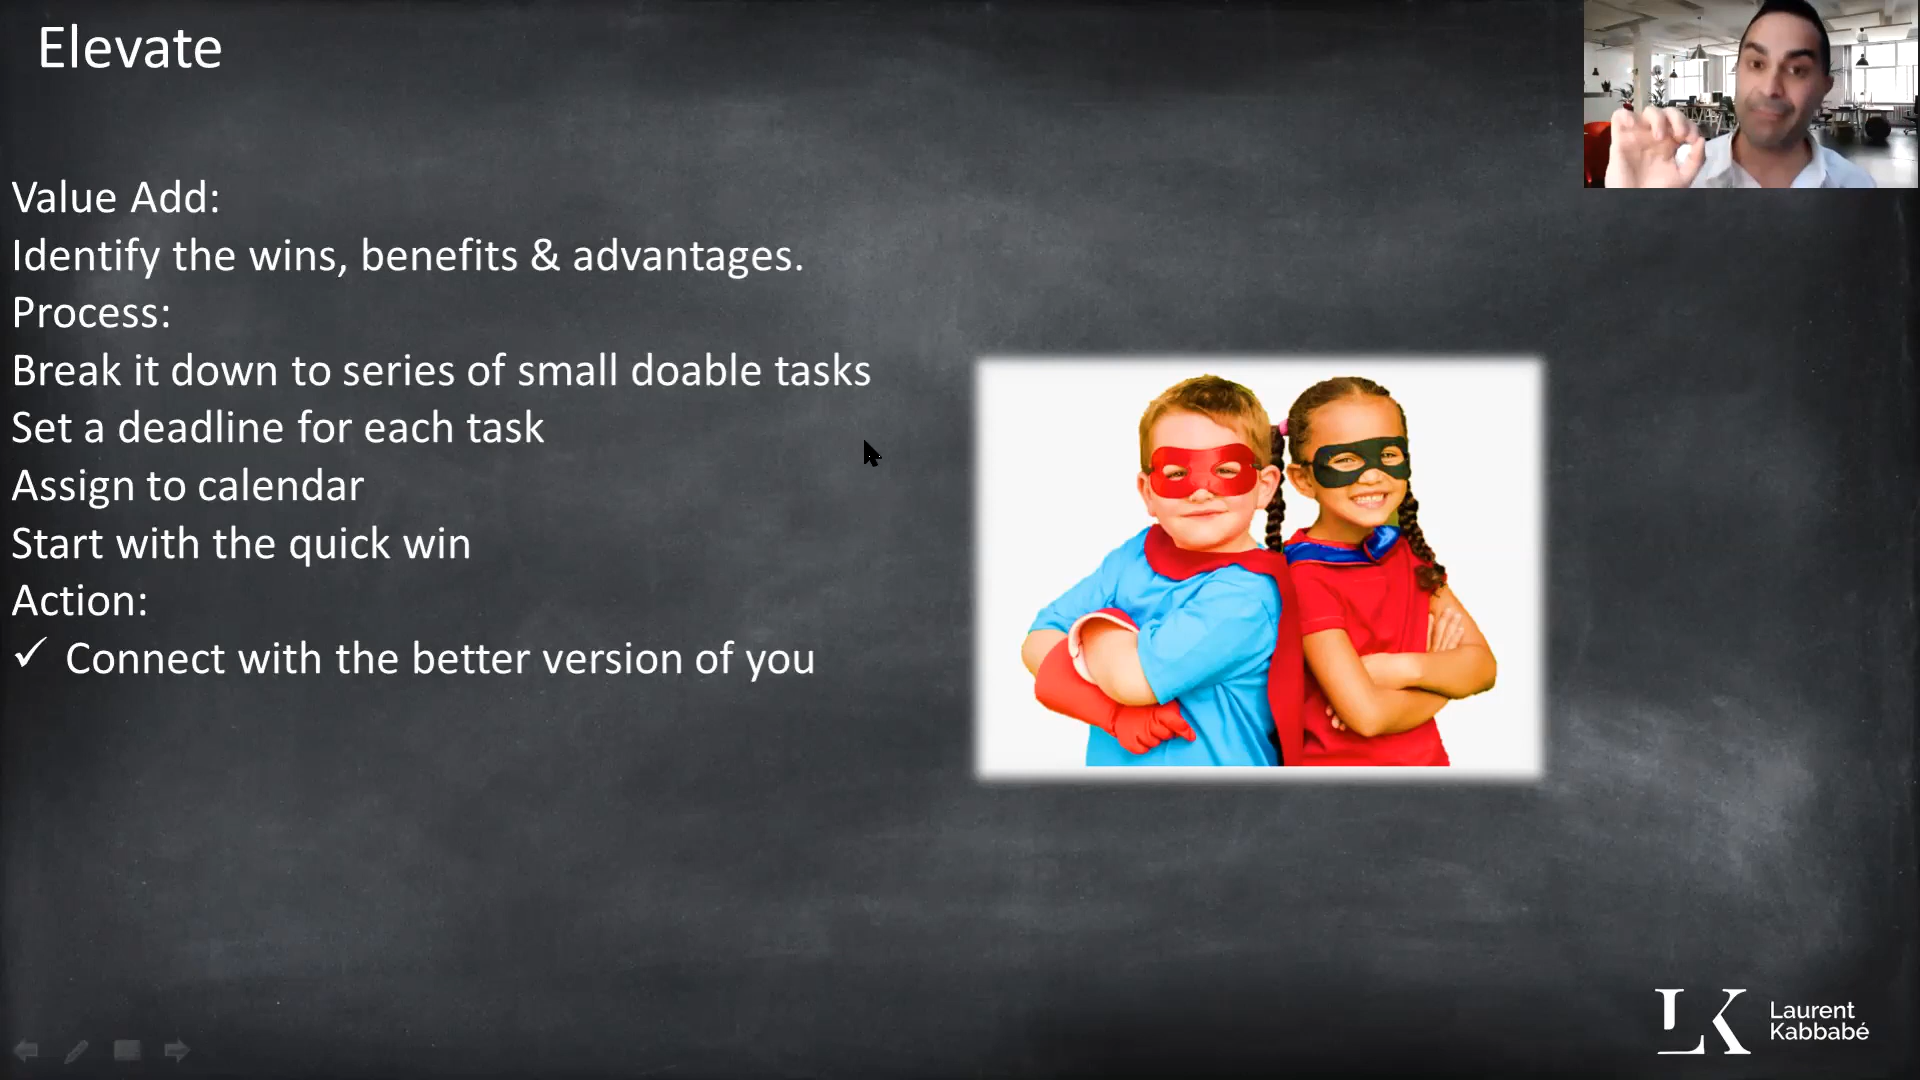 Elevate
Value Add:
Identify the wins, benefits & advantages.
Process:
Break it down to series of small doable tasks
Set a deadline for each task
Assign to calendar
Start with the quick win
Action:
✓ Connect with the better version of you
LK
Laurent
Kabbabé